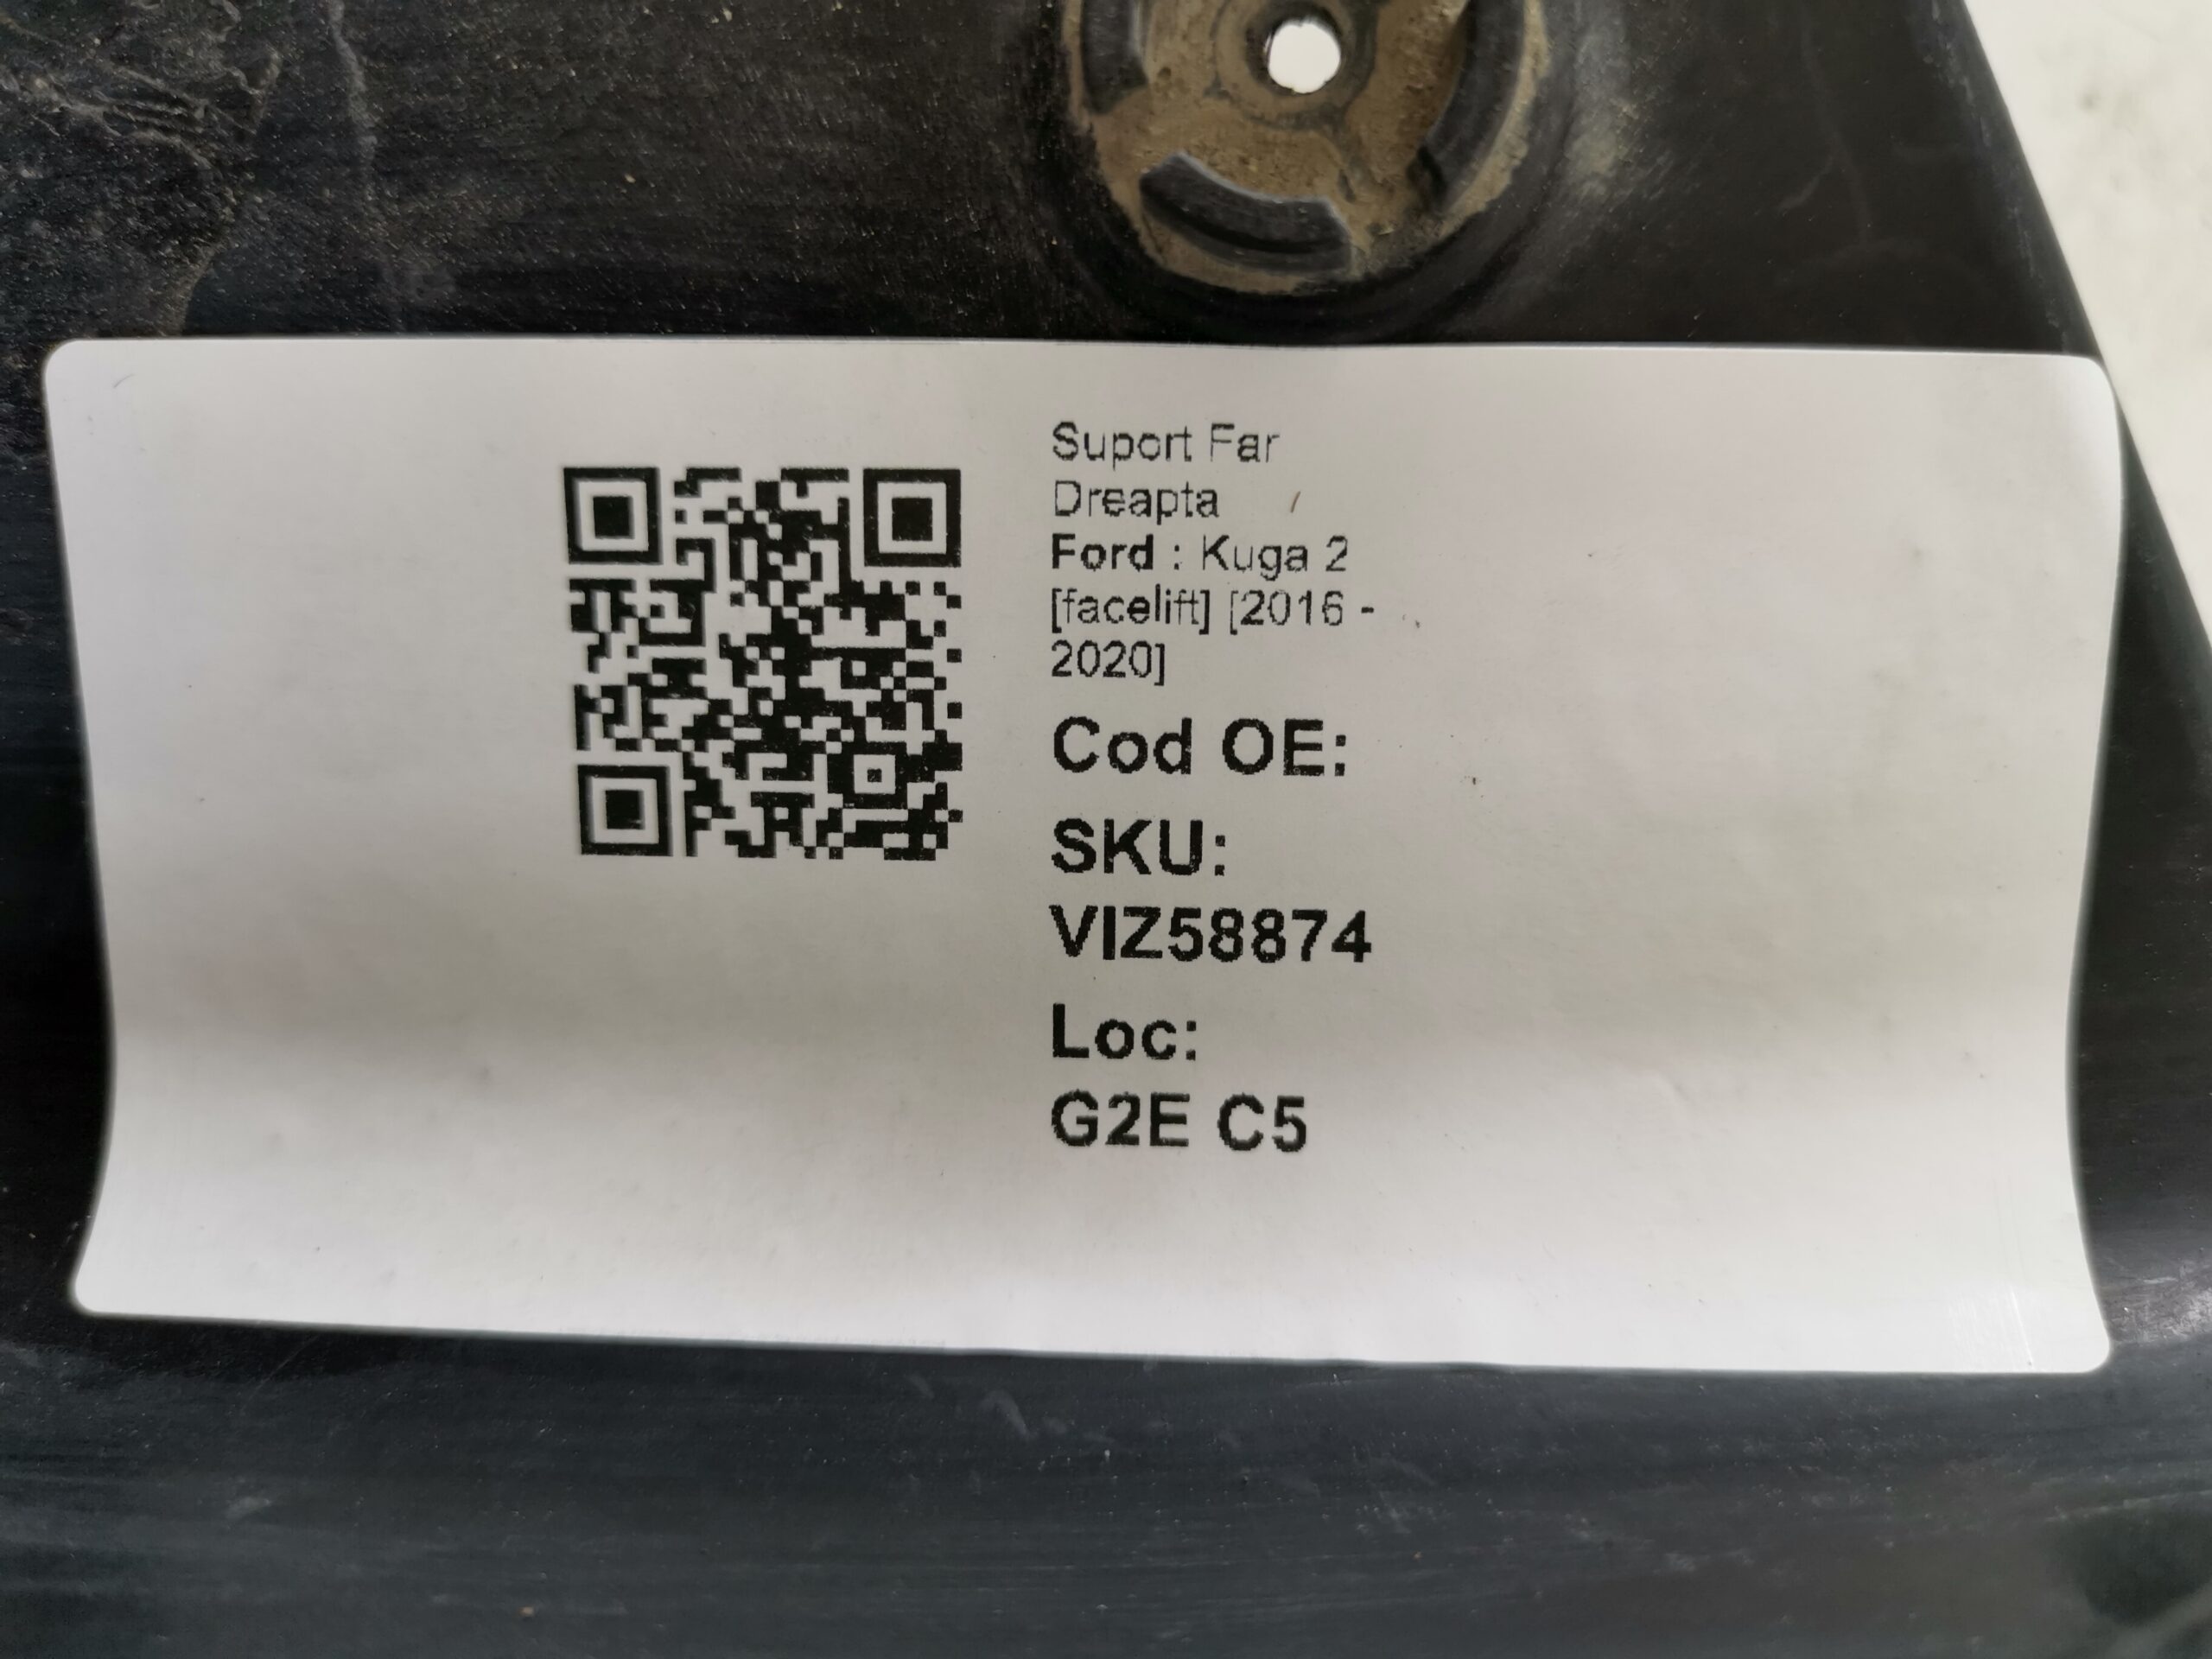 Suport Far
Dreapta
Ford : Kuga 2
[facelift] [2016 -
2020]
Cod OE:
SKU:
VIZ58874
Loc:
G2E C5